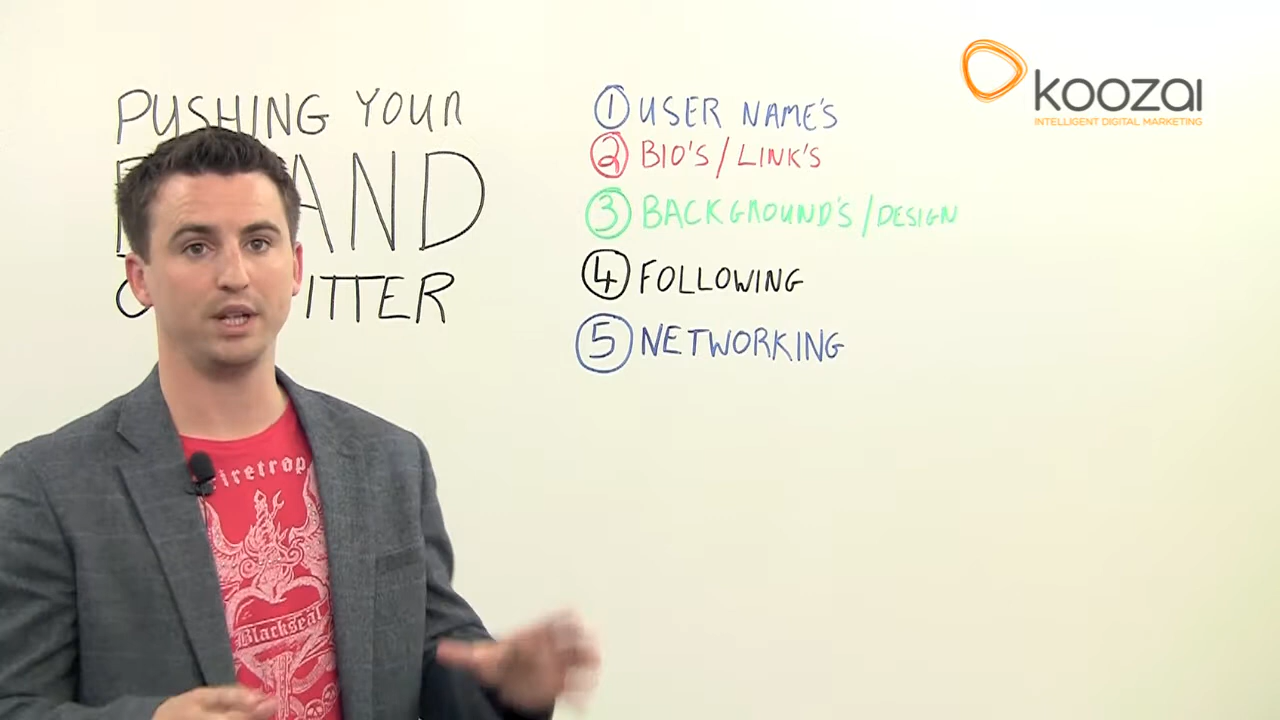 PUSHING YOUR
AND
ITTER
① USER NAME'S
② BIO'S / LINK'S
③ BACKGROUND'S / DESIGN
④ FOLLOWING
⑤ NETWORKING
koozai
INTELLIGENT DIGITAL MARKETING
iretrop
Blackseal